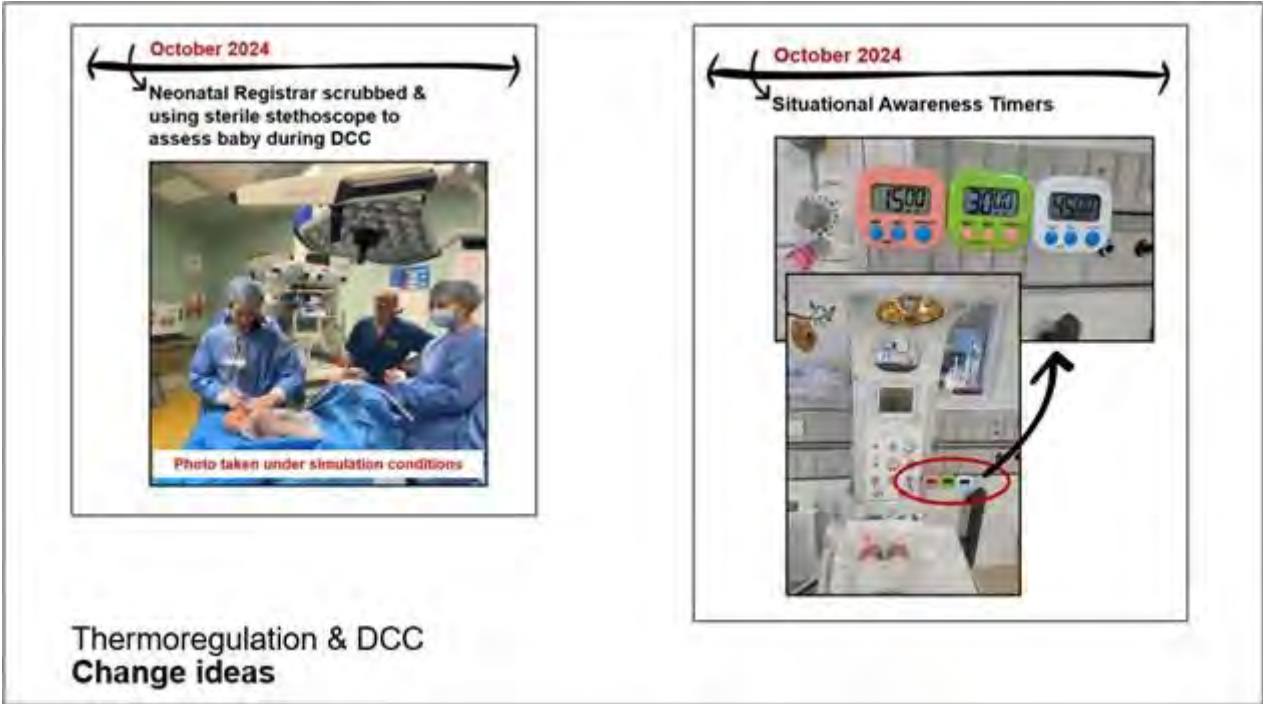 October 2024
Neonatal Registrar scrubbed &
using sterile stethoscope to
assess baby during DCC
Photo taken under simulation conditions
October 2024
Situational Awareness Timers
15:00
30:00
45:00
Thermoregulation & DCC
Change ideas